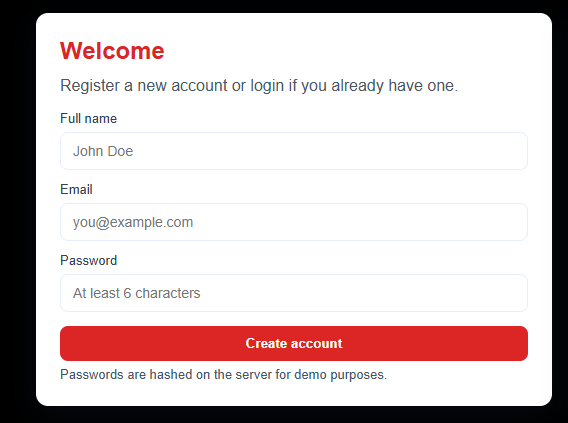 Welcome
Register a new account or login if you already have one.
Full name
John Doe
Email
you@example.com
Password
At least 6 characters
Create account
Passwords are hashed on the server for demo purposes.